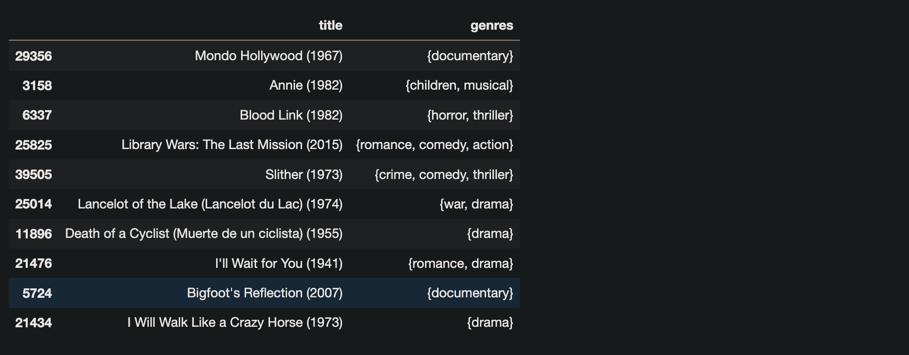 title genres
29356 Mondo Hollywood (1967) {documentary}
3158 Annie (1982) {children, musical}
6337 Blood Link (1982) {horror, thriller}
25825 Library Wars: The Last Mission (2015) {romance, comedy, action}
39505 Slither (1973) {crime, comedy, thriller}
25014 Lancelot of the Lake (Lancelot du Lac) (1974) {war, drama}
11896 Death of a Cyclist (Muerte de un ciclista) (1955) {drama}
21476 I'll Wait for You (1941) {romance, drama}
5724 Bigfoot's Reflection (2007) {documentary}
21434 I Will Walk Like a Crazy Horse (1973) {drama}